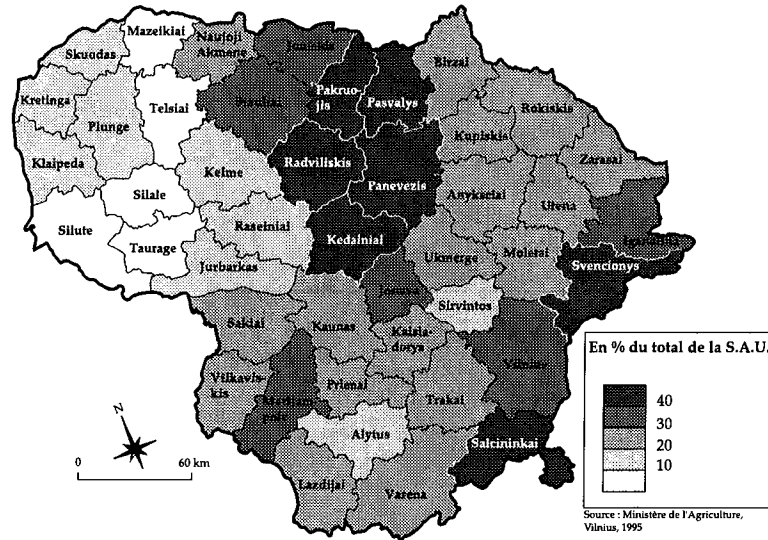 Mazeikiai
Skuodas
Naujoji
Akmene
Joniskis
Birzai
Kretinga
Plunge
Telsiai
Siauliai
Pakruo-
jis
Pasvalys
Rokiskis
Klaipeda
Kelme
Radviliskis
Kupiskis
Zarasai
Panevezis
Silale
Anyksciai
Utena
Silute
Raseiniai
Taurage
Kedainiai
Ignalina
Jurbarkas
Ukmerge
Moletai
Svencionys
Jonava
Sakiai
Kaunas
Sirvintos
Kaisia-
dorys
Vilnius
Vilkavis-
kis
Prienai
Mariam-
pole
Trakai
Alytus
Salcininkai
Lazdijai
Varena
N
0 60 km
En % du total de la S.A.U.
40
30
20
10
Source : Ministère de l'Agriculture,
Vilnius, 1995